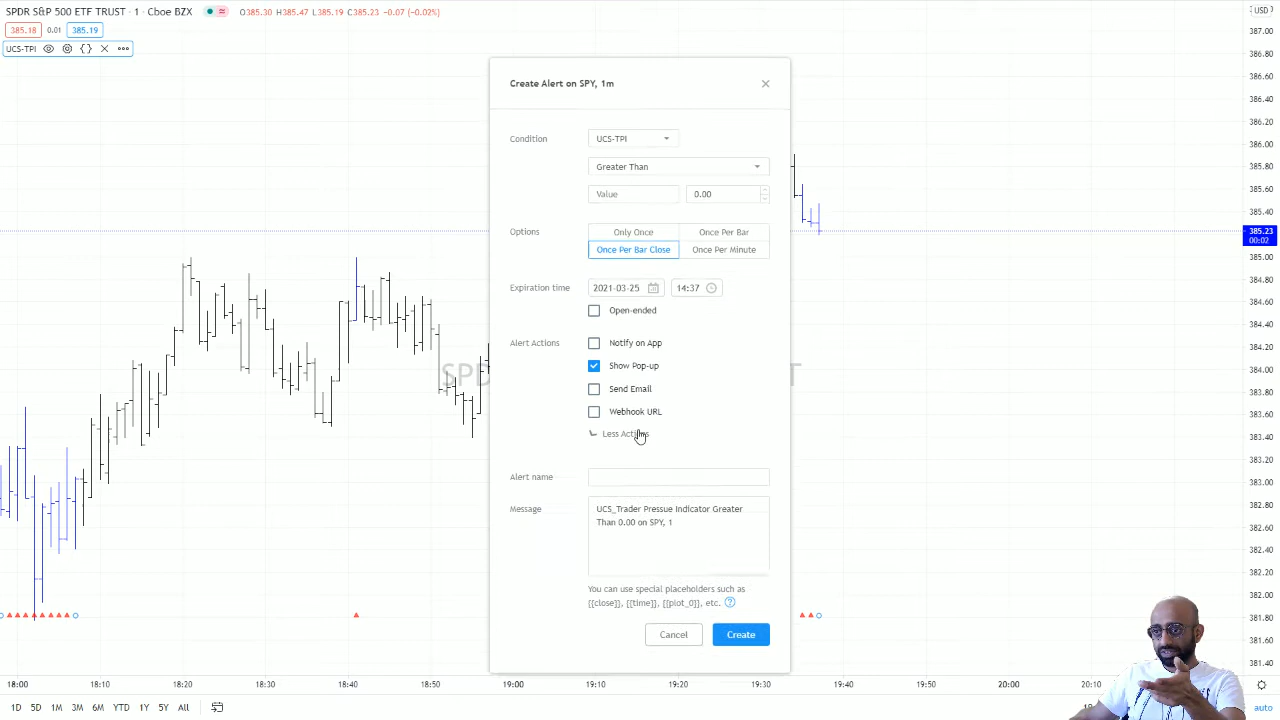 SPDR S&P 500 ETF TRUST · 1 · Cboe BZX O385.30 H385.47 L385.19 C385.23 -0.07 (-0.02%)
385.18 0.01 385.19
UCS-TPI
USD
Create Alert on SPY, 1m
Condition UCS-TPI
Greater Than
Value 0.00
Options Only Once Once Per Bar
Once Per Bar Close Once Per Minute
Expiration time 2021-03-25 14:37
Open-ended
Alert Actions Notify on App
Show Pop-up
Send Email
Webhook URL
Less Actions
Alert name
Message UCS_Trader Pressue Indicator Greater
Than 0.00 on SPY, 1
You can use special placeholders such as
{{close}}, {{time}}, {{plot_0}}, etc.
Cancel Create
387.00
386.80
386.60
386.40
386.20
386.00
385.80
385.60
385.40
385.23
00:02
385.00
384.80
384.60
384.40
384.20
384.00
383.80
383.60
383.40
383.20
383.00
382.80
382.60
382.40
382.20
382.00
381.80
381.60
381.40
18:00 18:10 18:20 18:30 18:40 18:50 19:00 19:10 19:20 19:30 19:40 19:50 20:00 20:10
1D 5D 1M 3M 6M YTD 1Y 5Y All
auto